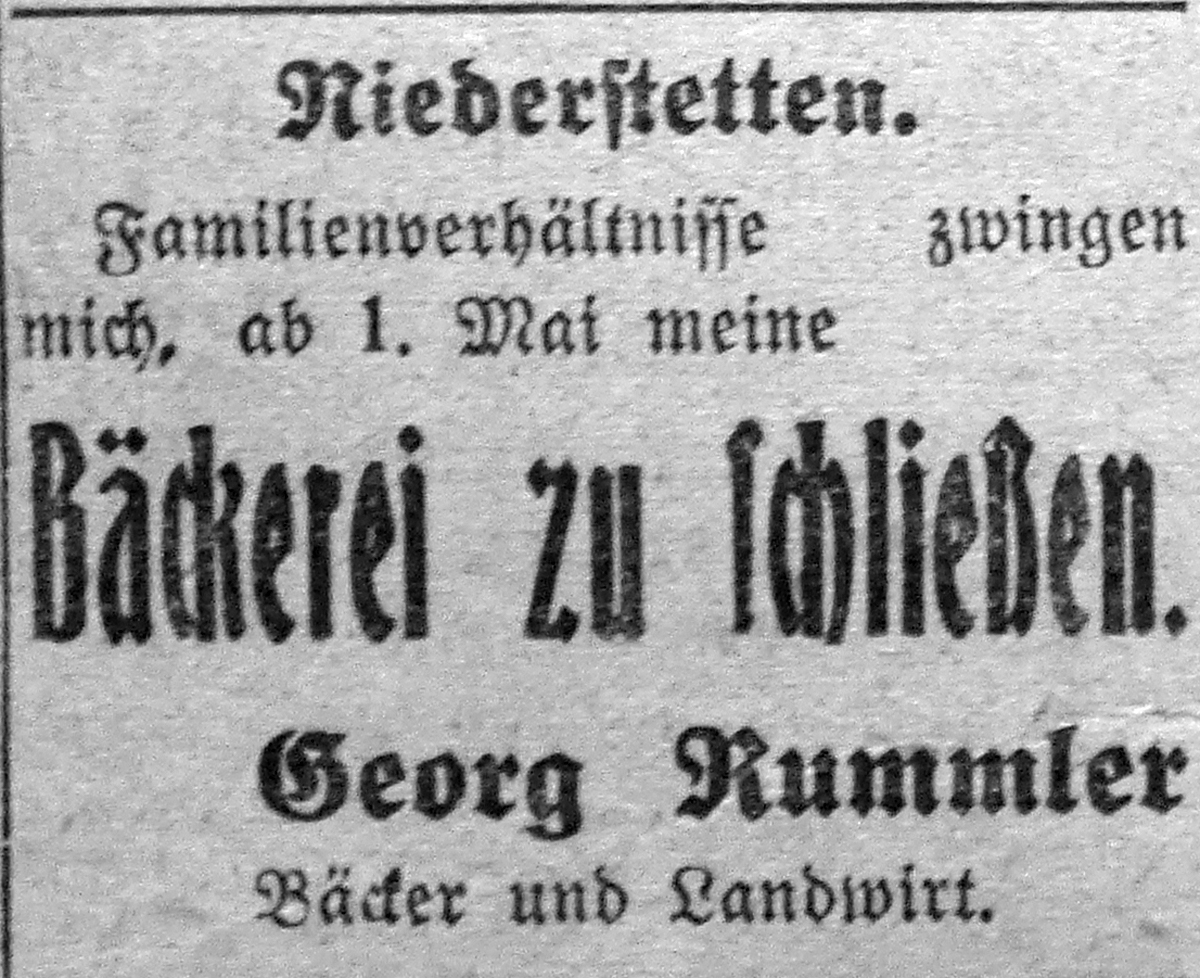 Niederstetten.
Familienverhältnisse zwingen
mich, ab 1. Mai meine
Bäckerei zu schließen.
Georg Rummler
Bäcker und Landwirt.